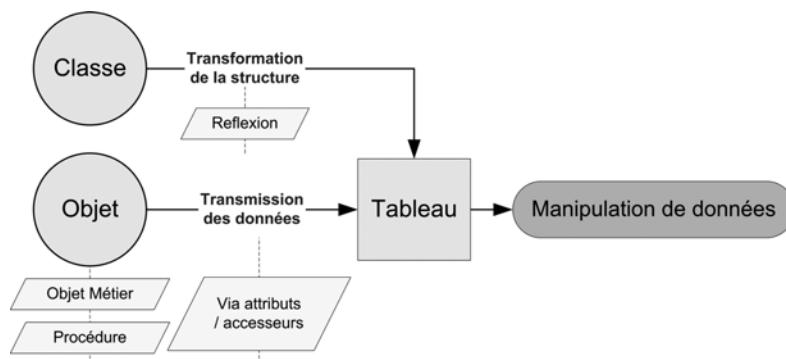 Classe
Transformation
de la structure
Reflexion
Objet
Transmission
des données
Tableau
Manipulation de données
Objet Métier
Procédure
Via attributs
/ accesseurs